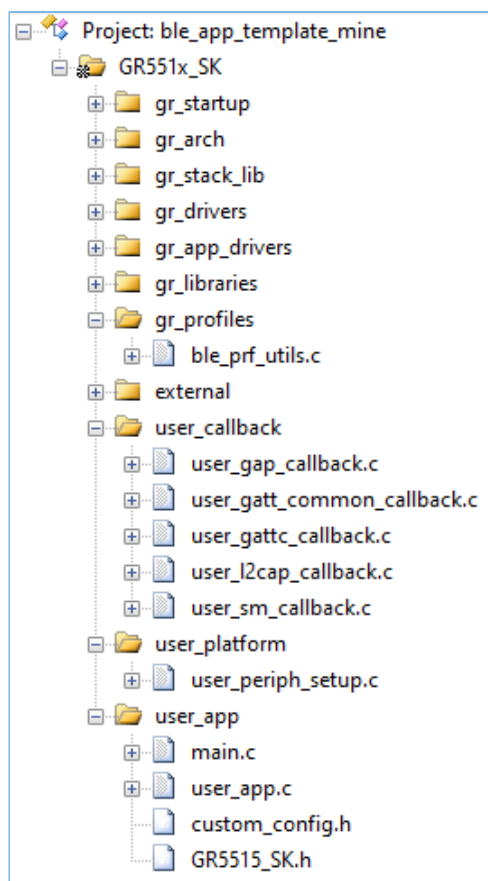 Project: ble_app_template_mine
GR551x_SK
gr_startup
gr_arch
gr_stack_lib
gr_drivers
gr_app_drivers
gr_libraries
gr_profiles
ble_prf_utils.c
external
user_callback
user_gap_callback.c
user_gatt_common_callback.c
user_gattc_callback.c
user_l2cap_callback.c
user_sm_callback.c
user_platform
user_periph_setup.c
user_app
main.c
user_app.c
custom_config.h
GR5515_SK.h